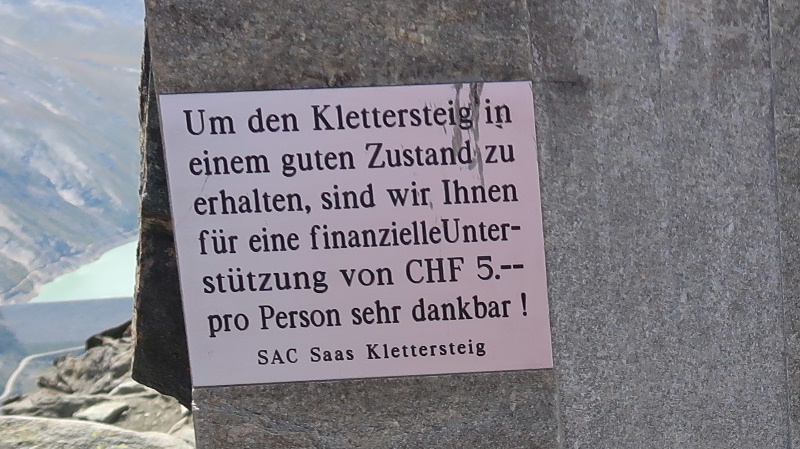 Um den Klettersteig in
einem guten Zustand zu
erhalten, sind wir Ihnen
für eine finanzielleUnter-
stützung von CHF 5.--
pro Person sehr dankbar !
SAC Saas Klettersteig